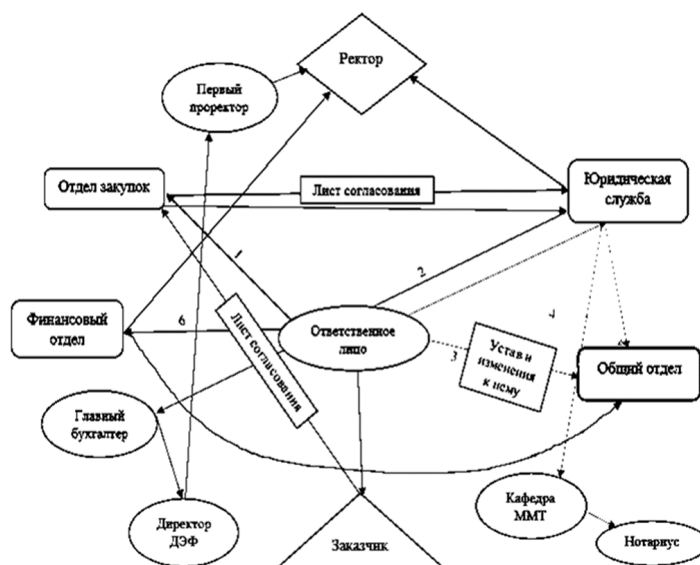 Ректор
Первый
проректор
Отдел закупок
Лист согласования
Юридическая
служба
1
2
4
Финансовый
отдел
6
Лист согласования
Ответственное
лицо
3
Устав и
изменения
к нему
Общий отдел
Главный
бухгалтер
Директор
ДЭФ
Заказчик
Кафедра
ММТ
Нотариус